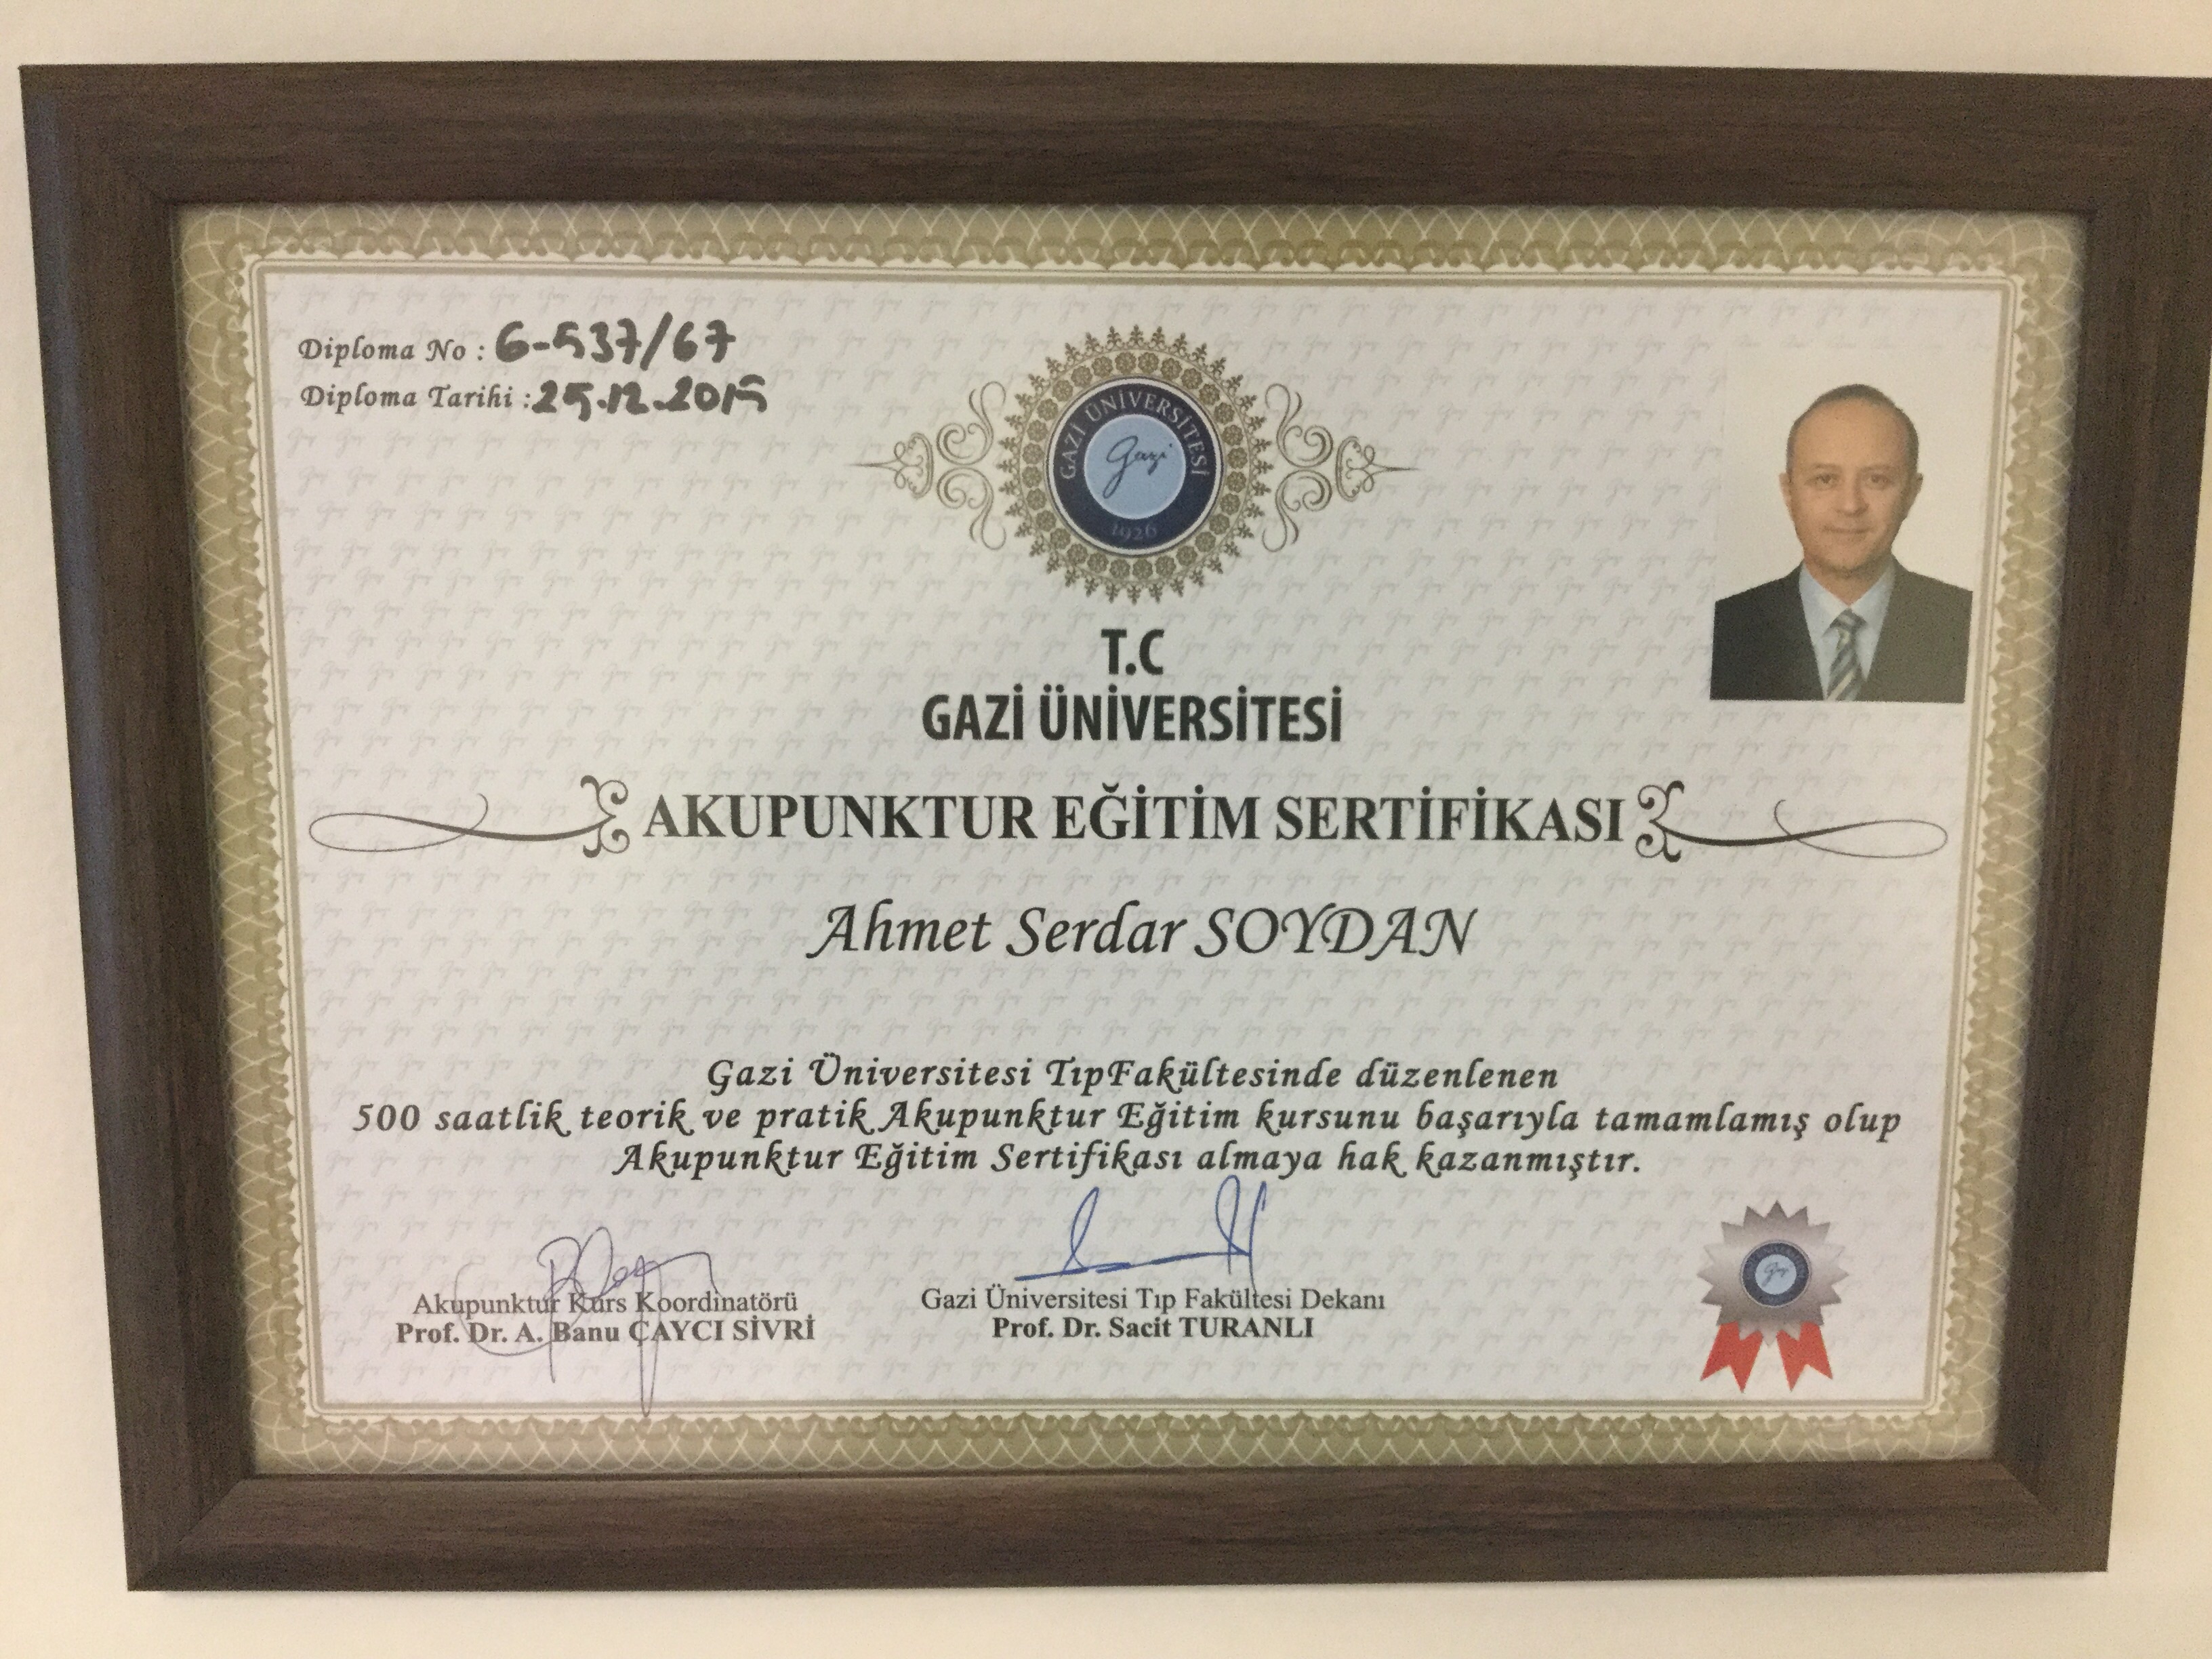 Diploma No : 6-537/67
Diploma Tarihi : 25.12.2015
GAZİ ÜNİVERSİTESİ
Gazi
1926
T.C
GAZİ ÜNİVERSİTESİ
AKUPUNKTUR EĞİTİM SERTİFİKASI
Ahmet Serdar SOYDAN
Gazi Üniversitesi TıpFakültesinde düzenlenen
500 saatlik teorik ve pratik Akupunktur Eğitim kursunu başarıyla tamamlamış olup
Akupunktur Eğitim Sertifikası almaya hak kazanmıştır.
Akupunktur Kurs Koordinatörü
Prof. Dr. A. Banu ÇAYCI SİVRİ
Gazi Üniversitesi Tıp Fakültesi Dekanı
Prof. Dr. Sacit TURANLI